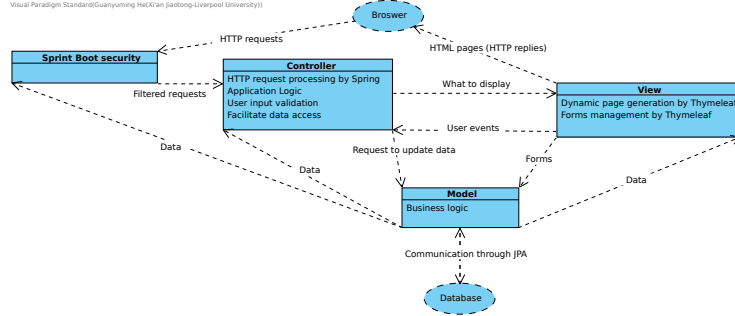 Visual Paradigm Standard(Guanyuming He(Xi'an Jiaotong-Liverpool University))
Broswer
HTTP requests
HTML pages (HTTP replies)
Sprint Boot security
Controller
HTTP request processing by Spring
Application Logic
User input validation
Facilitate data access
What to display
View
Dynamic page generation by Thymeleaf
Forms management by Thymeleaf
Filtered requests
User events
Data
Request to update data
Forms
Data
Data
Model
Business logic
Communication through JPA
Database